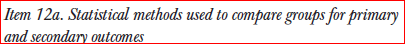 Item 12a. Statistical methods used to compare groups for primary
and secondary outcomes